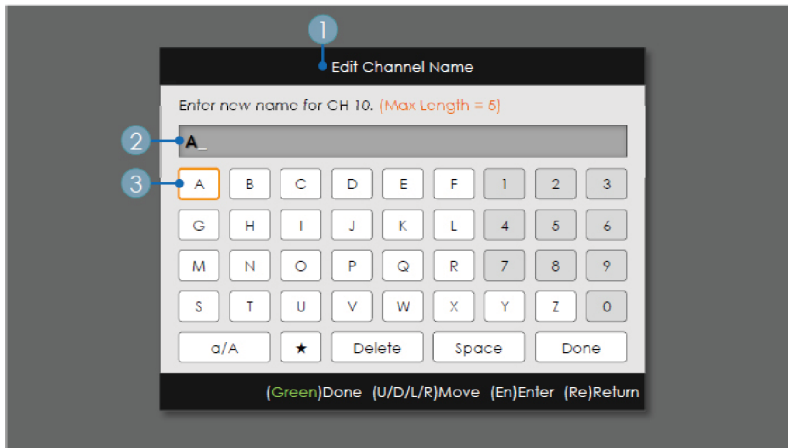 1
Edit Channel Name
Enter new name for CH 10. (Max Length = 5)
2
A_
3
A B C D E F 1 2 3
G H I J K L 4 5 6
M N O P Q R 7 8 9
S T U V W X Y Z 0
a/A ★ Delete Space Done
(Green)Done (U/D/L/R)Move (En)Enter (Re)Return